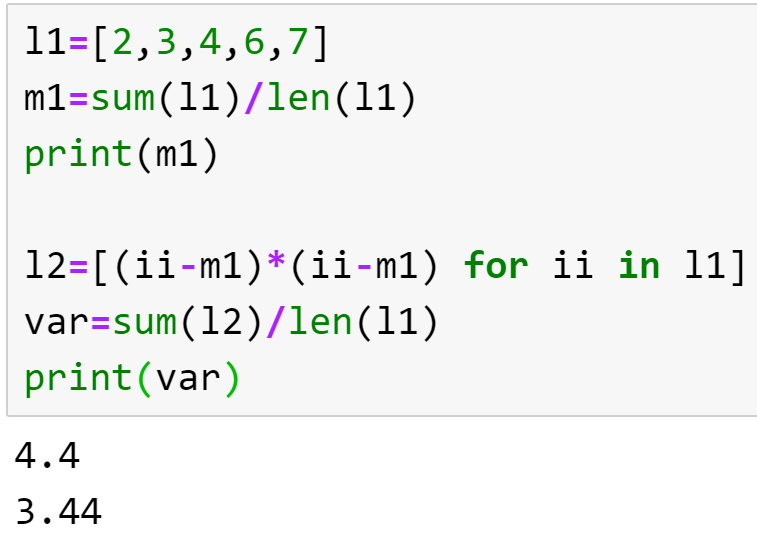 l1=[2,3,4,6,7]
m1=sum(l1)/len(l1)
print(m1)
l2=[(ii-m1)*(ii-m1) for ii in l1]
var=sum(l2)/len(l1)
print(var)
4.4
3.44